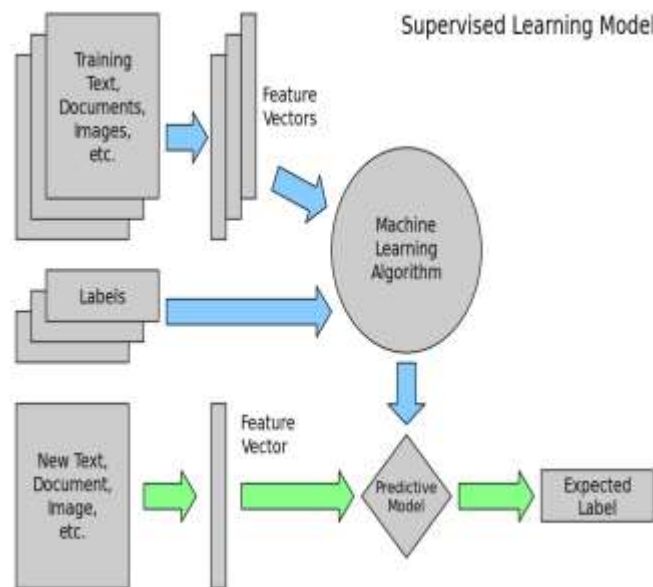 Supervised Learning Model
Training
Text,
Documents,
Images,
etc.
Feature
Vectors
Machine
Learning
Algorithm
Labels
New Text,
Document,
Image,
etc.
Feature
Vector
Predictive
Model
Expected
Label